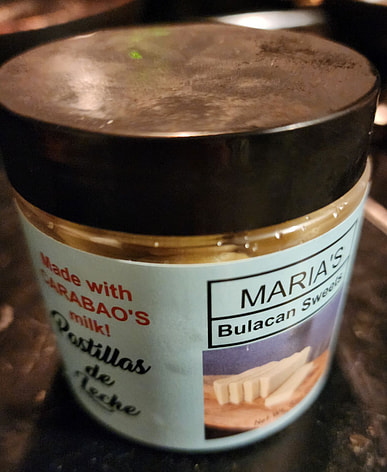 Made with
CARABAO'S
milk!
Pastillas
de
Leche
MARIA'S
Bulacan Sweets